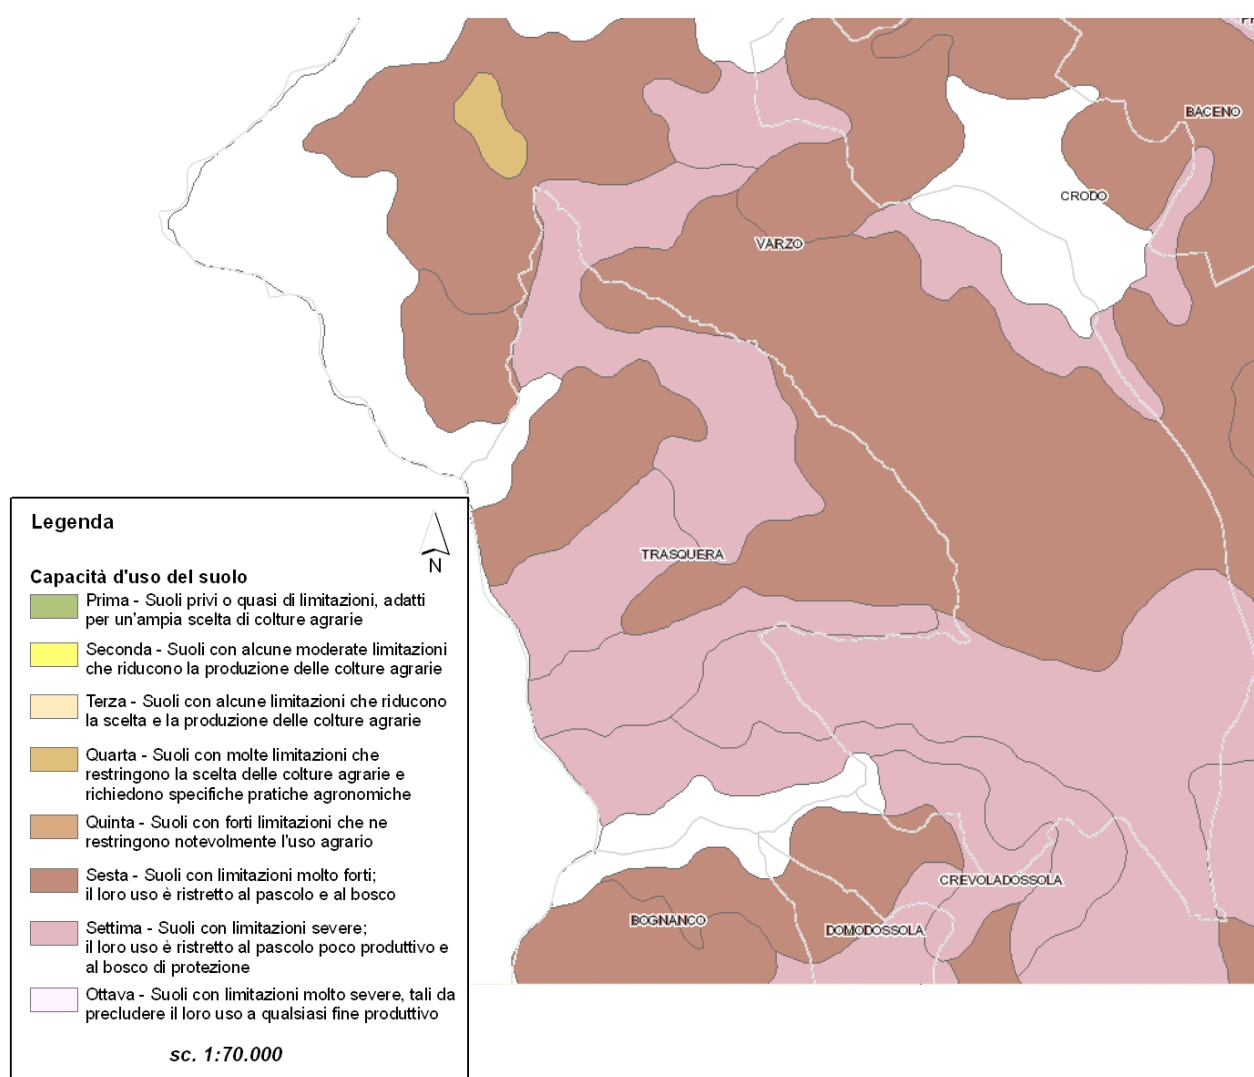 BACENO
CRODO
VARZO
TRASQUERA
CREVOLADOSSOLA
BOGNANCO
DOMODOSSOLA
Legenda
N
Capacità d'uso del suolo
Prima - Suoli privi o quasi di limitazioni, adatti
per un'ampia scelta di colture agrarie
Seconda - Suoli con alcune moderate limitazioni
che riducono la produzione delle colture agrarie
Terza - Suoli con alcune limitazioni che riducono
la scelta e la produzione delle colture agrarie
Quarta - Suoli con molte limitazioni che
restringono la scelta delle colture agrarie e
richiedono specifiche pratiche agronomiche
Quinta - Suoli con forti limitazioni che ne
restringono notevolmente l'uso agrario
Sesta - Suoli con limitazioni molto forti;
il loro uso è ristretto al pascolo e al bosco
Settima - Suoli con limitazioni severe;
il loro uso è ristretto al pascolo poco produttivo e
al bosco di protezione
Ottava - Suoli con limitazioni molto severe, tali da
precludere il loro uso a qualsiasi fine produttivo
sc. 1:70.000